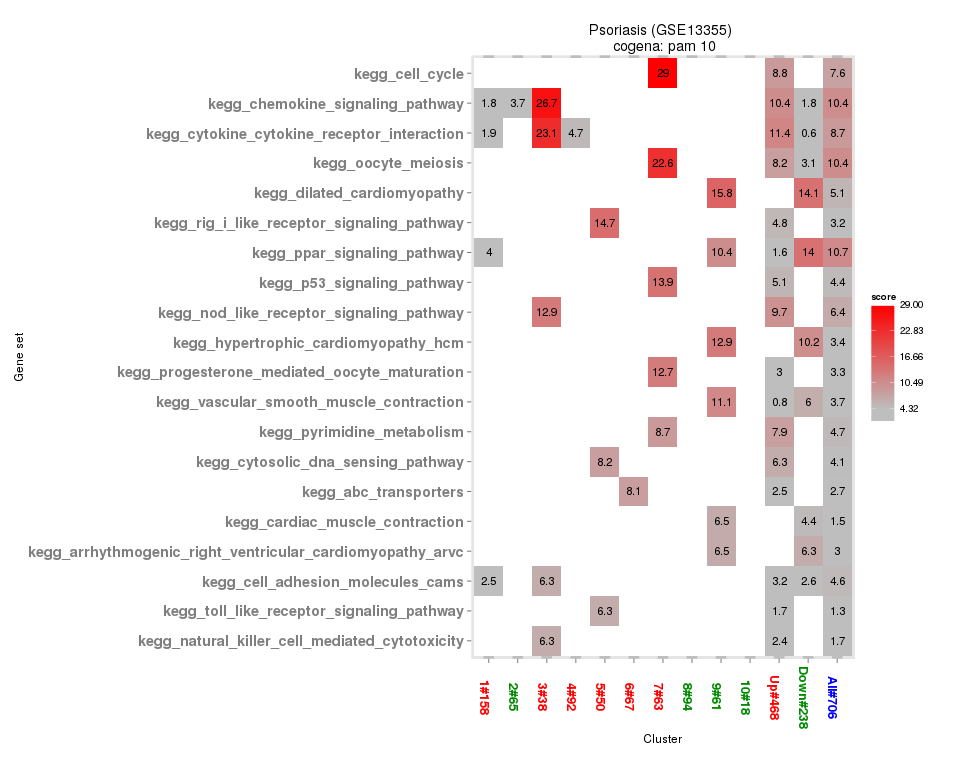 Psoriasis (GSE13355)
cogena: pam 10
Gene set
kegg_cell_cycle 29 8.8 7.6
kegg_chemokine_signaling_pathway 1.8 3.7 26.7 10.4 1.8 10.4
kegg_cytokine_cytokine_receptor_interaction 1.9 23.1 4.7 11.4 0.6 8.7
kegg_oocyte_meiosis 22.6 8.2 3.1 10.4
kegg_dilated_cardiomyopathy 15.8 14.1 5.1
kegg_rig_i_like_receptor_signaling_pathway 14.7 4.8 3.2
kegg_ppar_signaling_pathway 4 10.4 1.6 14 10.7
kegg_p53_signaling_pathway 13.9 5.1 4.4
kegg_nod_like_receptor_signaling_pathway 12.9 9.7 6.4
kegg_hypertrophic_cardiomyopathy_hcm 12.9 10.2 3.4
kegg_progesterone_mediated_oocyte_maturation 12.7 3 3.3
kegg_vascular_smooth_muscle_contraction 11.1 0.8 6 3.7
kegg_pyrimidine_metabolism 8.7 7.9 4.7
kegg_cytosolic_dna_sensing_pathway 8.2 6.3 4.1
kegg_abc_transporters 8.1 2.5 2.7
kegg_cardiac_muscle_contraction 6.5 4.4 1.5
kegg_arrhythmogenic_right_ventricular_cardiomyopathy_arvc 6.5 6.3 3
kegg_cell_adhesion_molecules_cams 2.5 6.3 3.2 2.6 4.6
kegg_toll_like_receptor_signaling_pathway 6.3 1.7 1.3
kegg_natural_killer_cell_mediated_cytotoxicity 6.3 2.4 1.7
1#158 2#65 3#38 4#92 5#50 6#67 7#63 8#94 9#61 10#18 Up#468 Down#238 All#706
Cluster
score
29.00
22.83
16.66
10.49
4.32